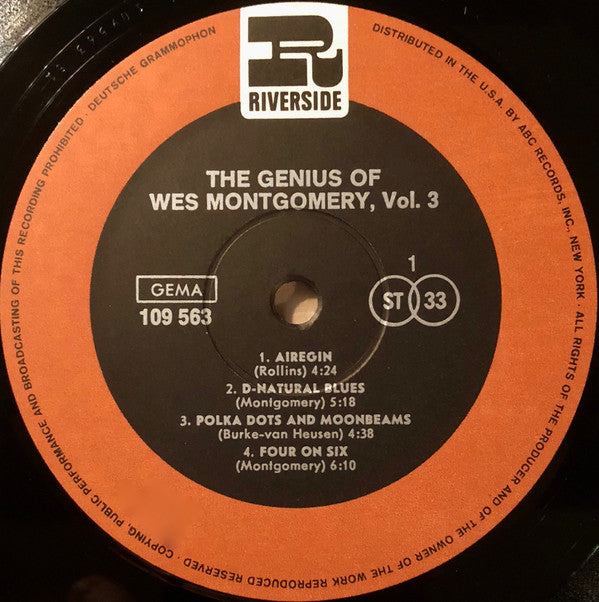 R
RIVERSIDE
THE GENIUS OF
WES MONTGOMERY, Vol. 3
GEMA
109 563
1
ST 33
1. AIREGIN
(Rollins) 4:24
2. D-NATURAL BLUES
(Montgomery) 5:18
3. POLKA DOTS AND MOONBEAMS
(Burke-van Heusen) 4:38
4. FOUR ON SIX
(Montgomery) 6:10
DISTRIBUTED IN THE U.S.A. BY ABC RECORDS, INC., NEW YORK · ALL RIGHTS OF THE PRODUCER AND OF THE OWNER OF THE WORK REPRODUCED RESERVED · COPYING, PUBLIC PERFORMANCE AND BROADCASTING OF THIS RECORDING PROHIBITED · DEUTSCHE GRAMMOPHON